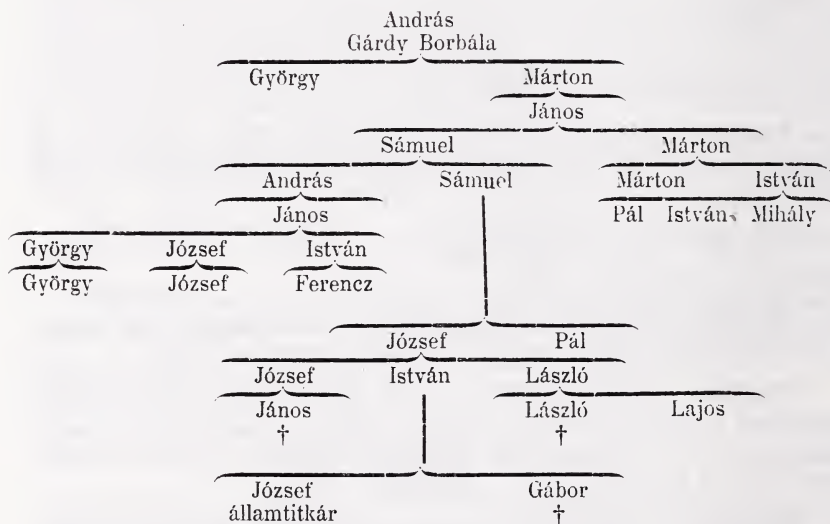 András
Gárdy Borbála
György Márton
János
Sámuel Márton
András Sámuel Márton István
János Pál István Mihály
György József István
György József Ferencz
József Pál
József István László
János László Lajos
† †
József Gábor
államtitkár †